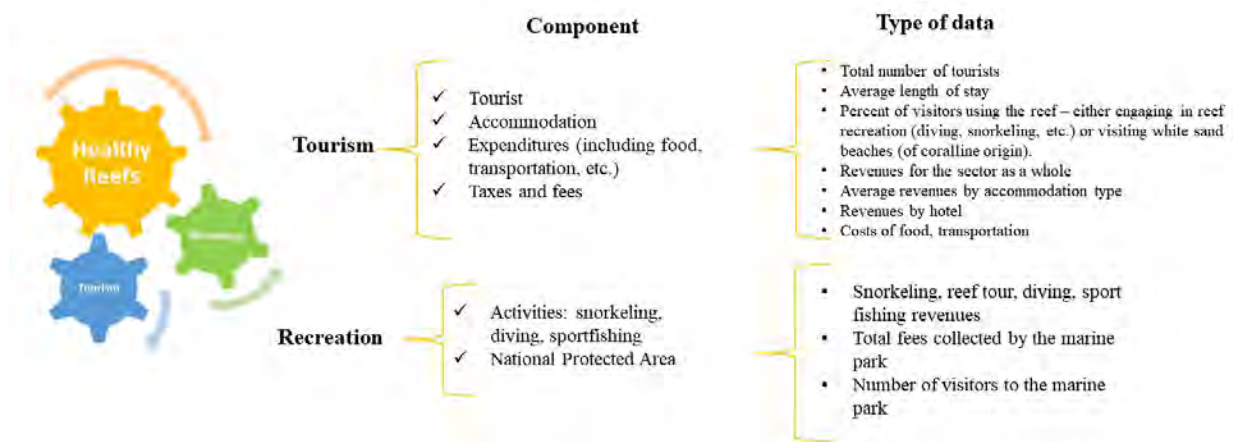 Component
Type of data
Healthy
Reefs
Tourism
Tourism
✓ Tourist
✓ Accommodation
✓ Expenditures (including food,
transportation, etc.)
✓ Taxes and fees
• Total number of tourists
• Average length of stay
• Percent of visitors using the reef – either engaging in reef
recreation (diving, snorkeling, etc.) or visiting white sand
beaches (of coralline origin).
• Revenues for the sector as a whole
• Average revenues by accommodation type
• Revenues by hotel
• Costs of food, transportation
Recreation
✓ Activities: snorkeling,
diving, sportfishing
✓ National Protected Area
▪ Snorkeling, reef tour, diving, sport
fishing revenues
▪ Total fees collected by the marine
park
▪ Number of visitors to the marine
park